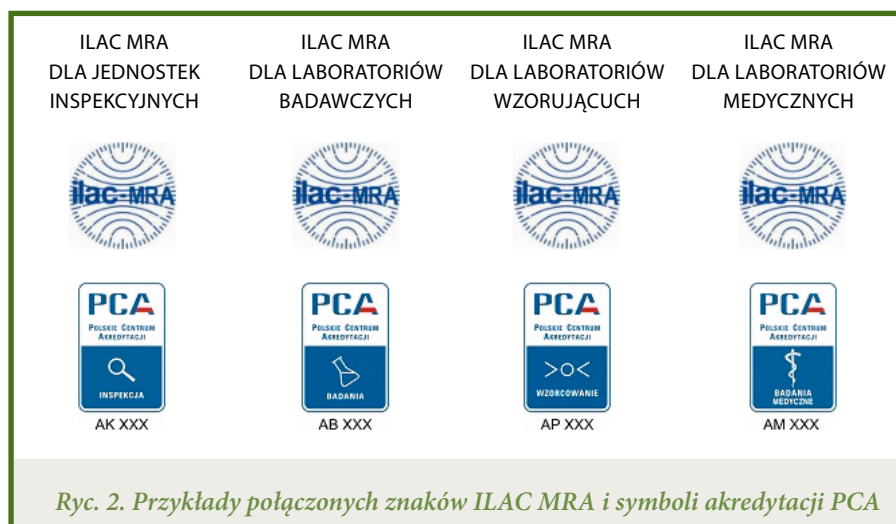 ILAC MRA
DLA JEDNOSTEK
INSPEKCYJNYCH
ILAC MRA
DLA LABORATORIÓW
BADAWCZYCH
ILAC MRA
DLA LABORATORIÓW
WZORUJĄCUCH
ILAC MRA
DLA LABORATORIÓW
MEDYCZNYCH
ilac-MRA
ilac-MRA
ilac-MRA
ilac-MRA
PCA
POLSKIE CENTRUM
AKREDYTACJI
INSPEKCJA
AK XXX
PCA
POLSKIE CENTRUM
AKREDYTACJI
BADANIA
AB XXX
PCA
POLSKIE CENTRUM
AKREDYTACJI
>O<
WZORCOWANIE
AP XXX
PCA
POLSKIE CENTRUM
AKREDYTACJI
BADANIA
MEDYCZNE
AM XXX
Ryc. 2. Przykłady połączonych znaków ILAC MRA i symboli akredytacji PCA